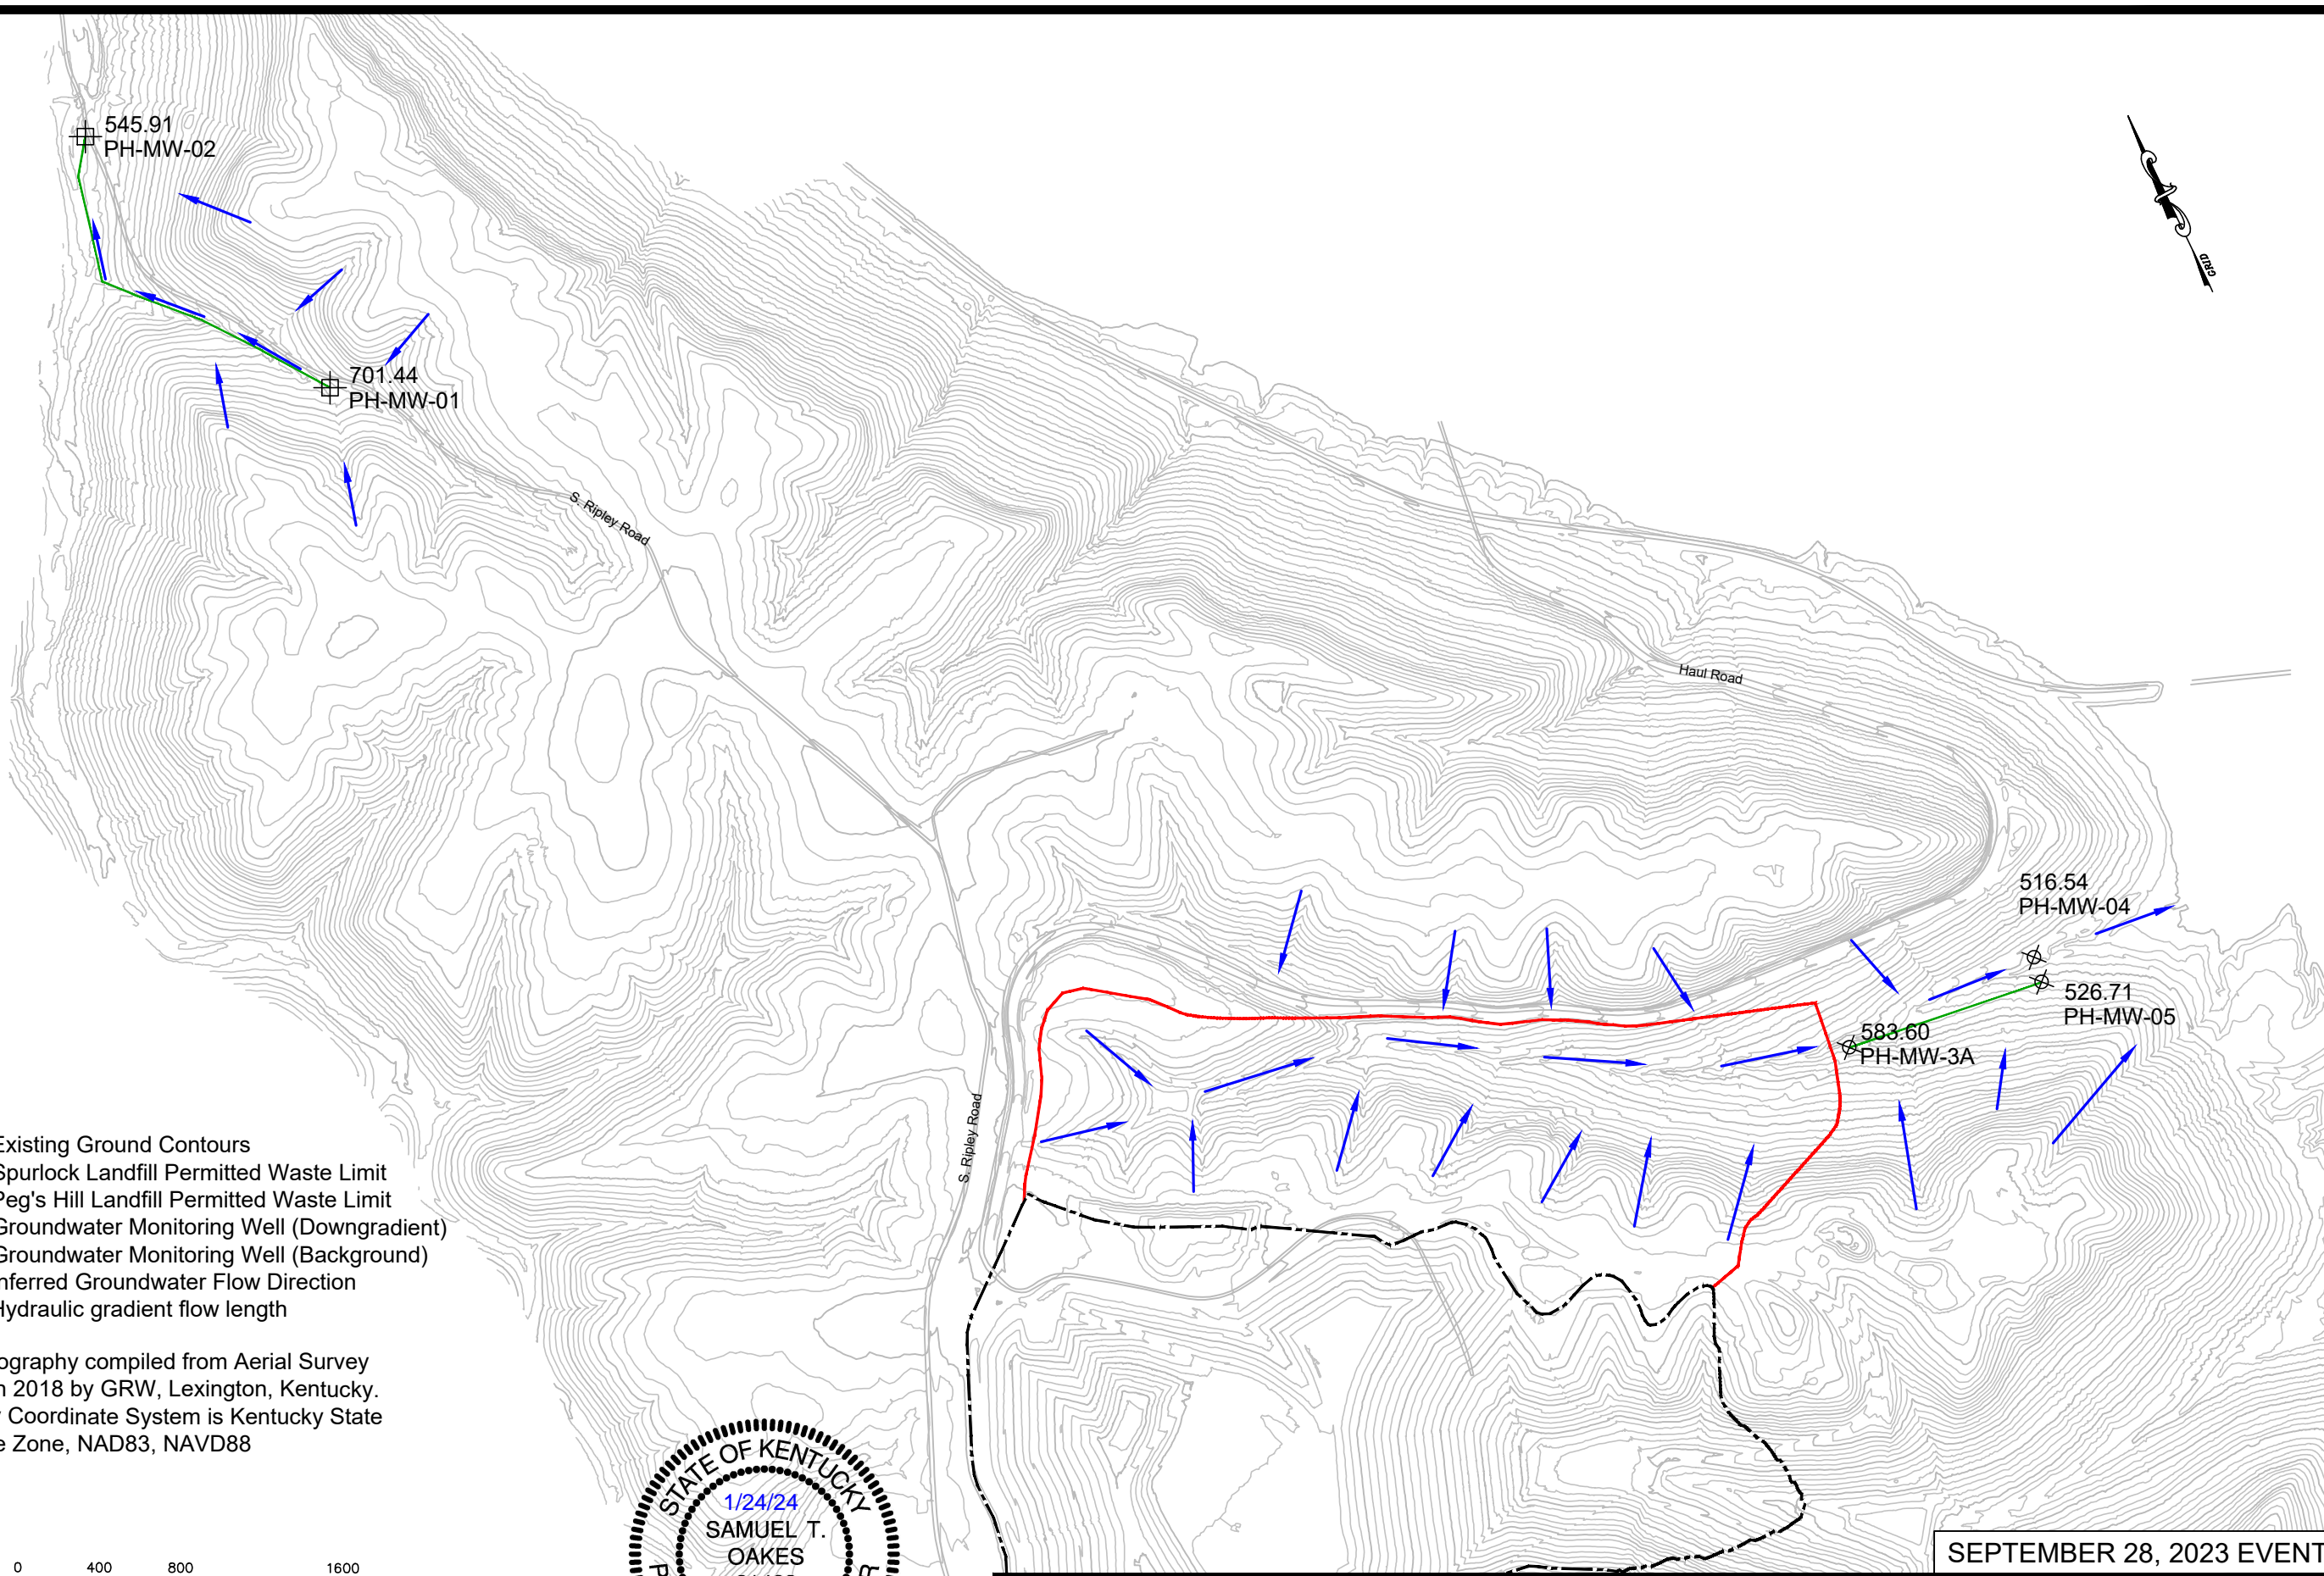 545.91
PH-MW-02
701.44
PH-MW-01
GRID
S. Ripley Road
Haul Road
516.54
PH-MW-04
526.71
PH-MW-05
583.60
PH-MW-3A
S. Ripley Road
Existing Ground Contours
Spurlock Landfill Permitted Waste Limit
Peg's Hill Landfill Permitted Waste Limit
Groundwater Monitoring Well (Downgradient)
Groundwater Monitoring Well (Background)
nferred Groundwater Flow Direction
Hydraulic gradient flow length
ography compiled from Aerial Survey
2018 by GRW, Lexington, Kentucky.
Coordinate System is Kentucky State
e Zone, NAD83, NAVD88
STATE OF KENTUCKY
1/24/24
SAMUEL T.
OAKES
0 400 800 1600
SEPTEMBER 28, 2023 EVENT